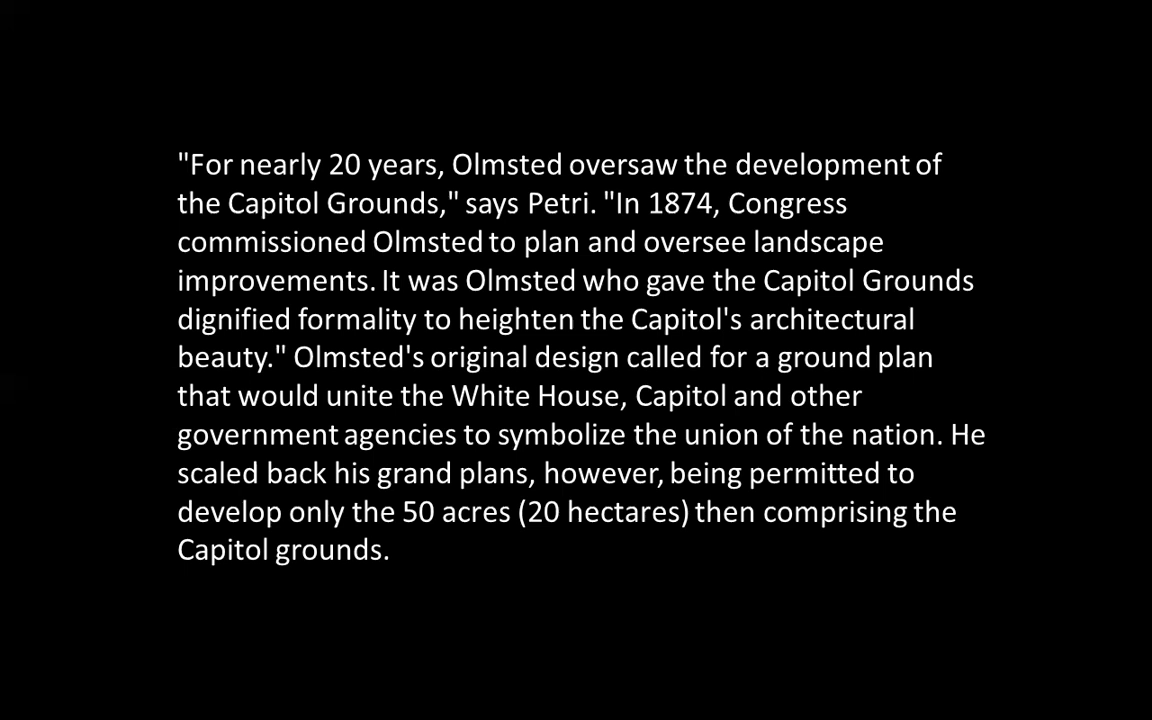 "For nearly 20 years, Olmsted oversaw the development of
the Capitol Grounds," says Petri. "In 1874, Congress
commissioned Olmsted to plan and oversee landscape
improvements. It was Olmsted who gave the Capitol Grounds
dignified formality to heighten the Capitol's architectural
beauty." Olmsted's original design called for a ground plan
that would unite the White House, Capitol and other
government agencies to symbolize the union of the nation. He
scaled back his grand plans, however, being permitted to
develop only the 50 acres (20 hectares) then comprising the
Capitol grounds.